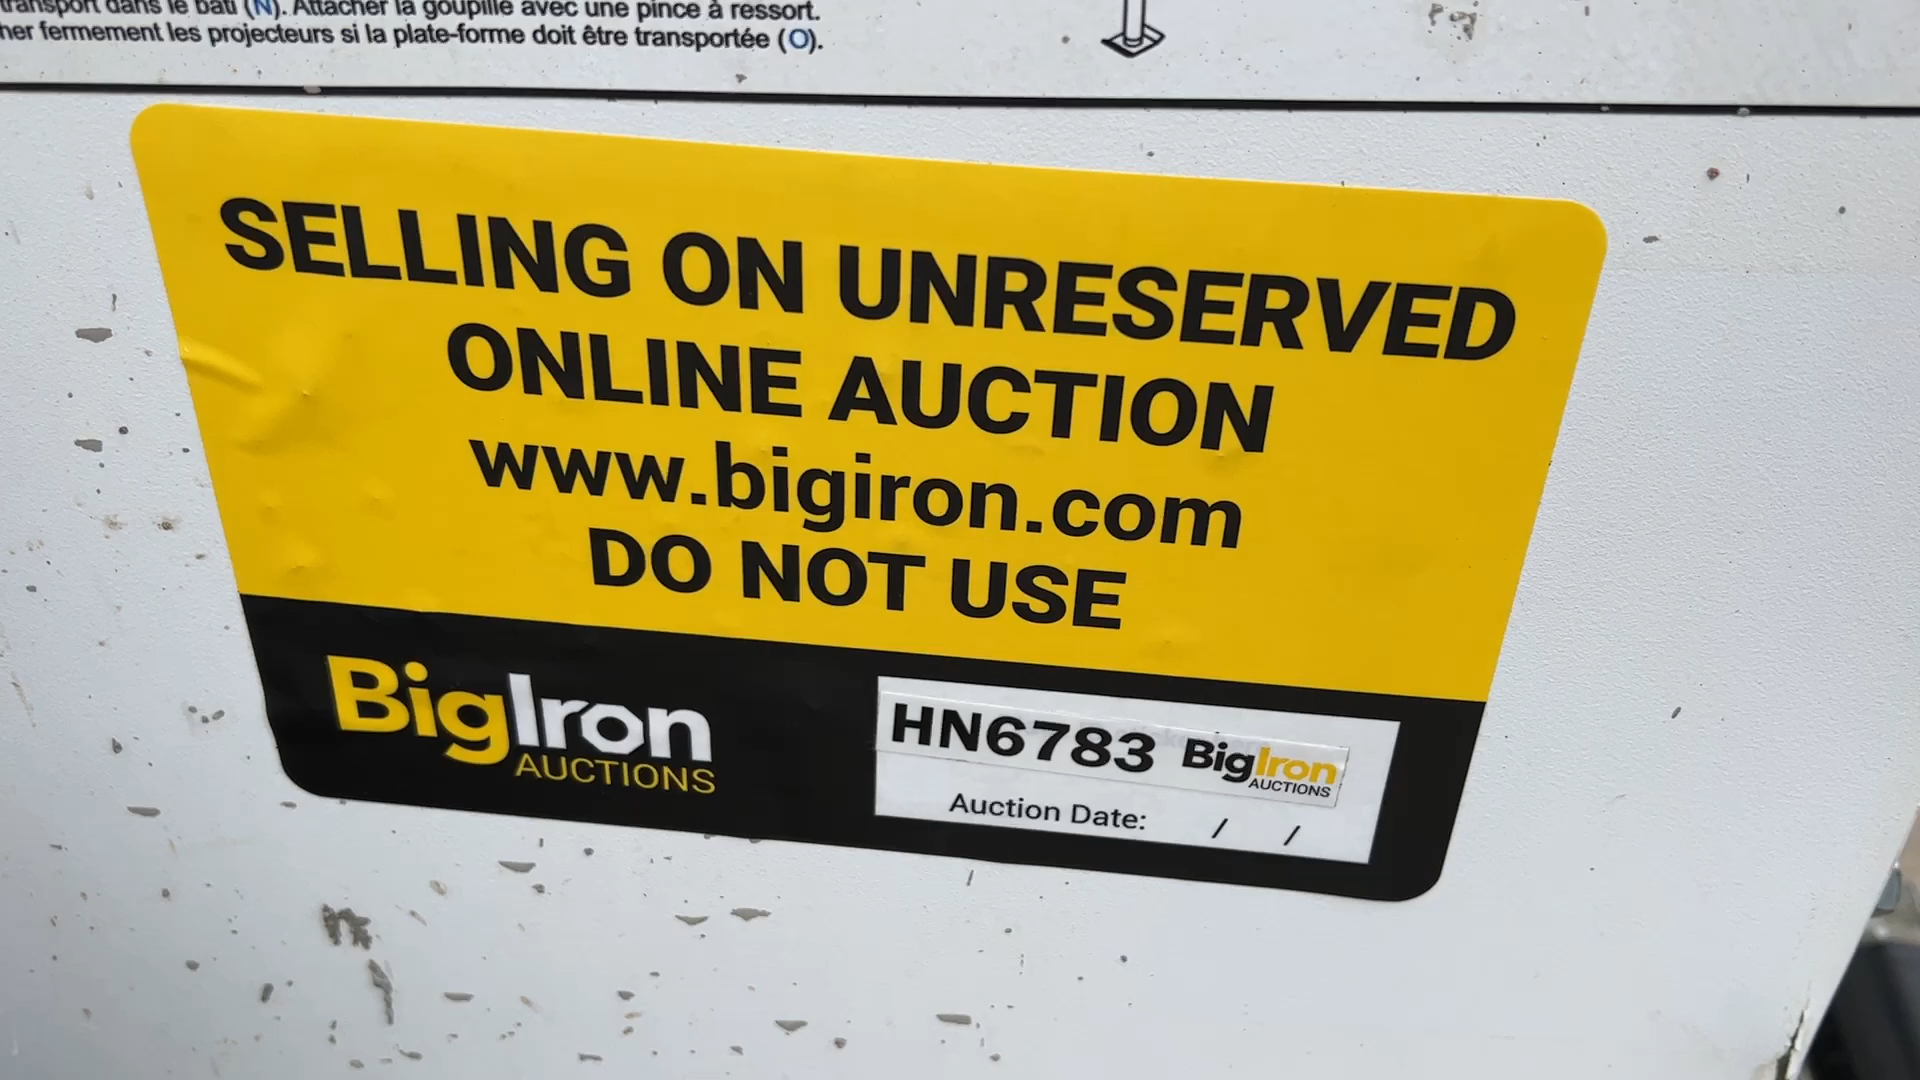 transport dans le bâti (N). Attacher la goupille avec une pince à ressort.
her fermement les projecteurs si la plate-forme doit être transportée (O).
SELLING ON UNRESERVED
ONLINE AUCTION
www.bigiron.com
DO NOT USE
BigIron
AUCTIONS
HN6783 BigIron
AUCTIONS
Auction Date: / /